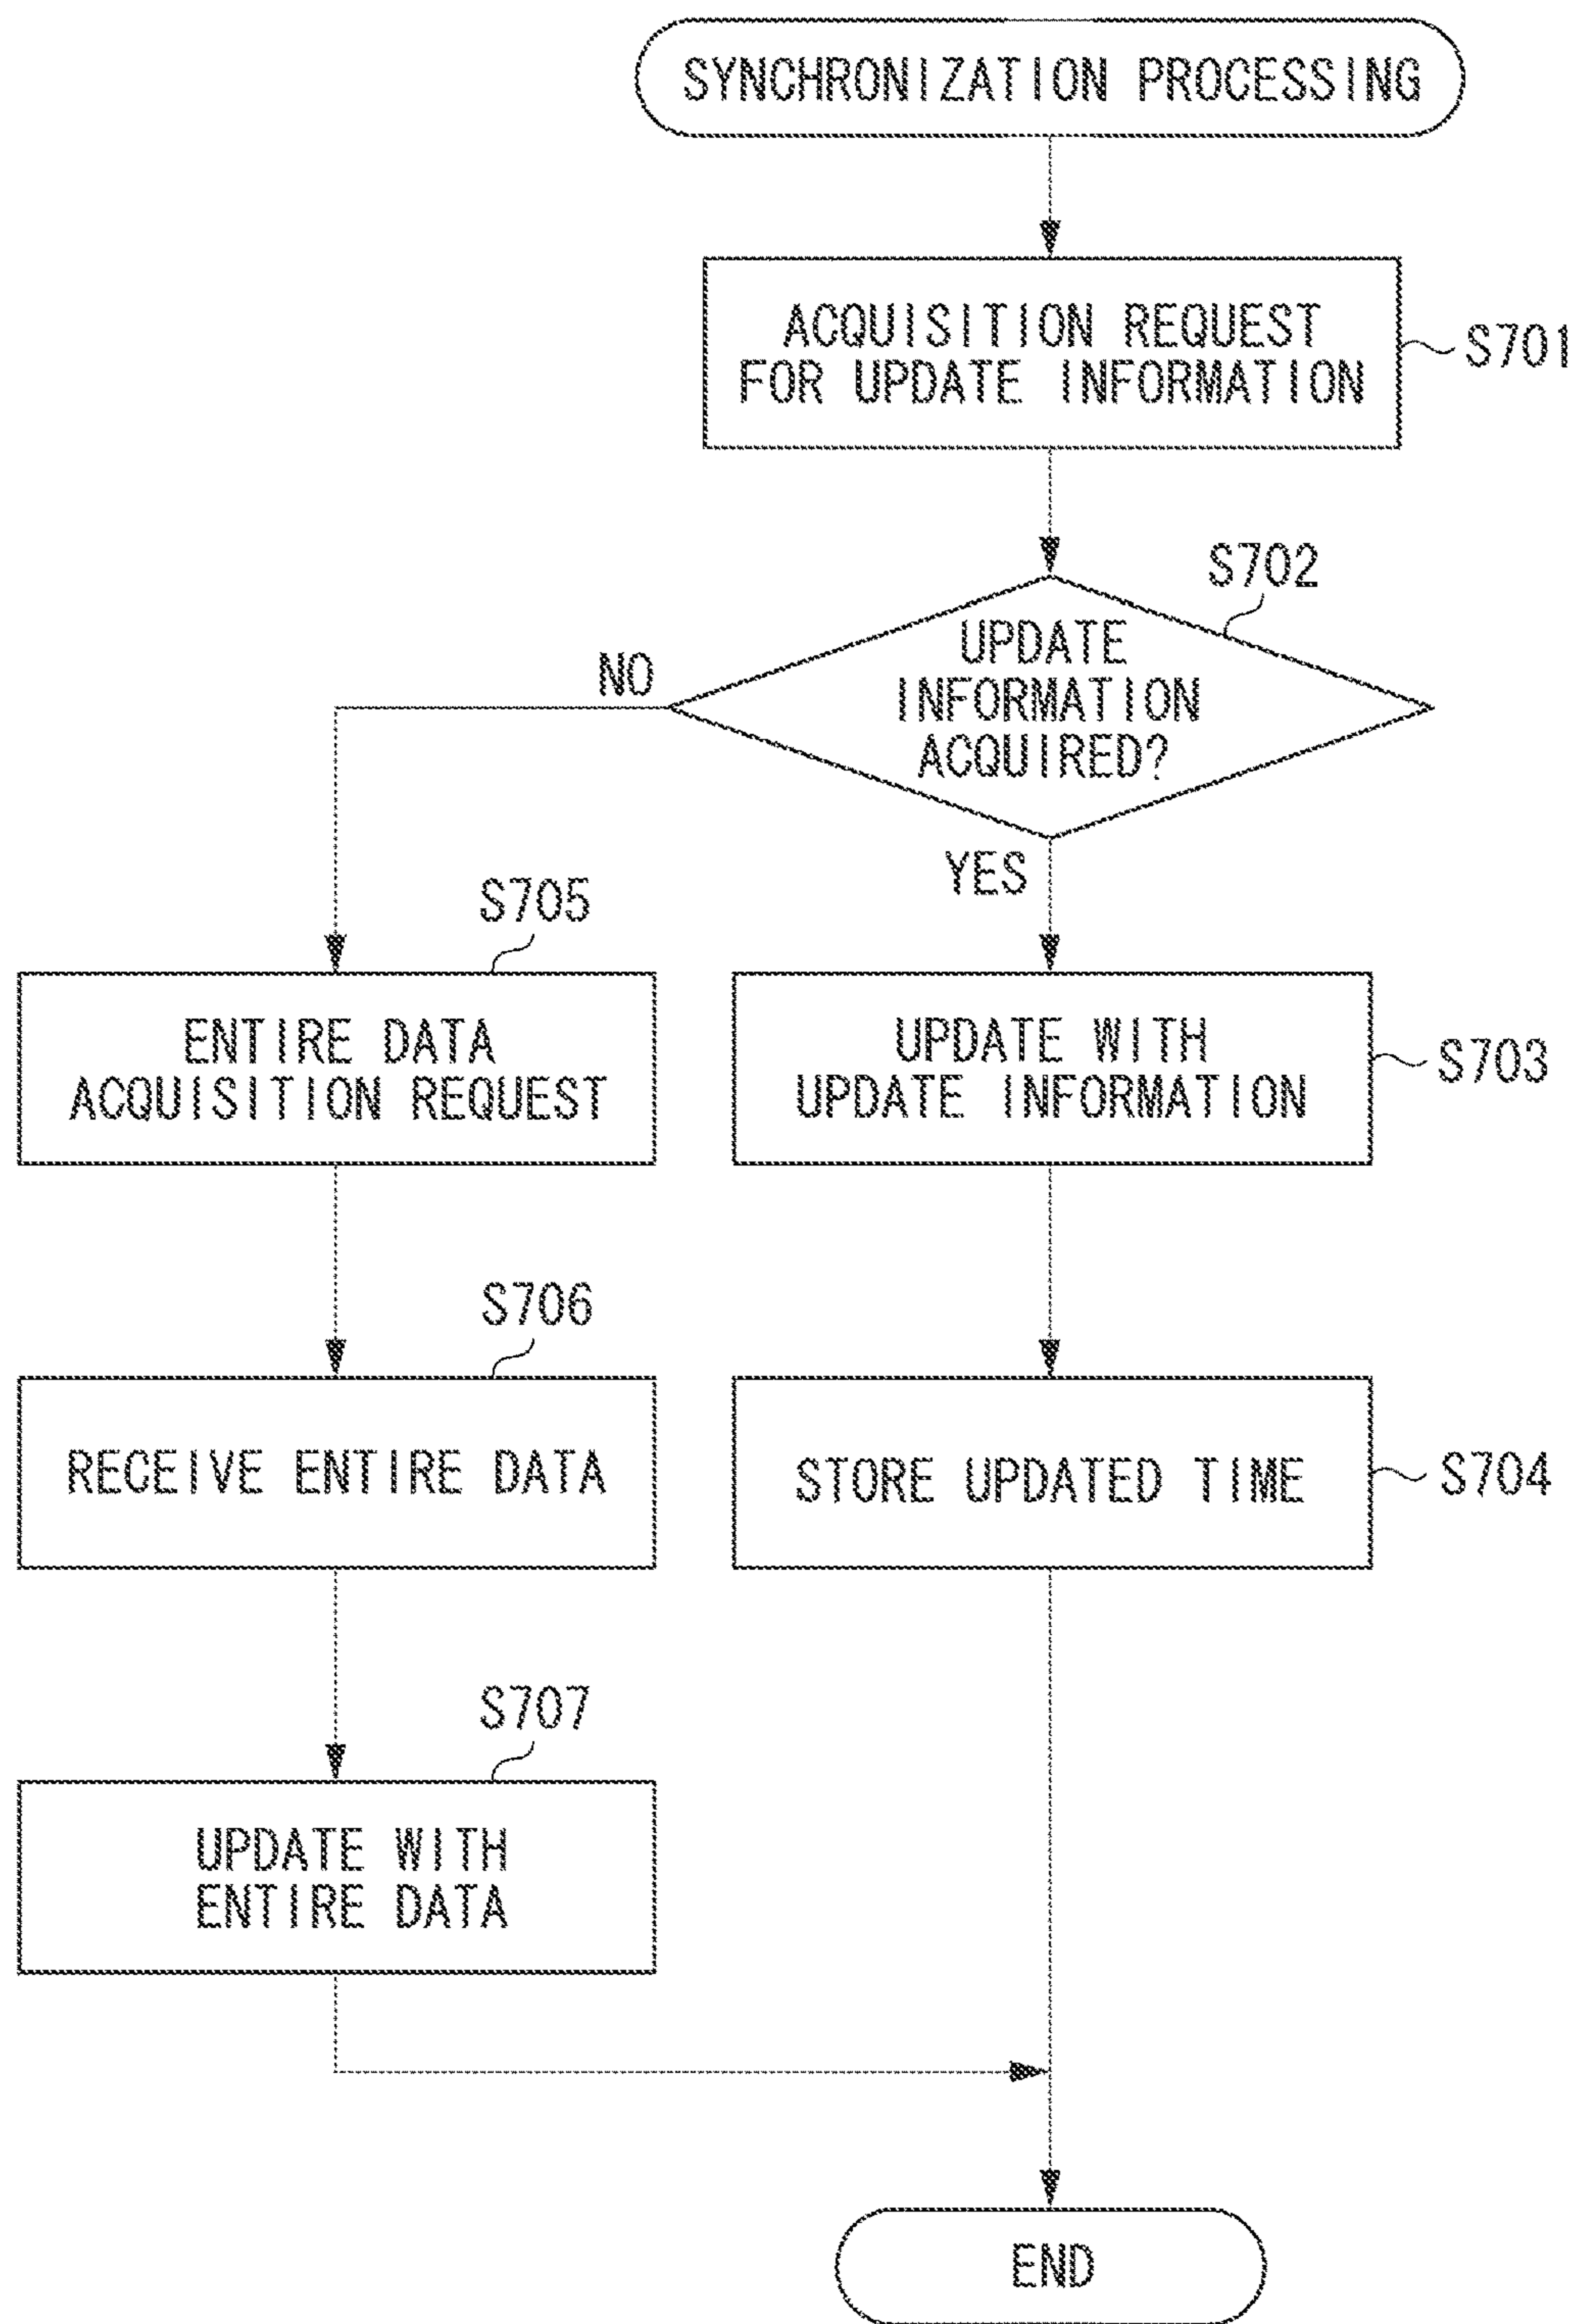 SYNCHRONIZATION PROCESSING
ACQUISITION REQUEST
FOR UPDATE INFORMATION
S701
S702
UPDATE
INFORMATION
ACQUIRED?
NO
YES
S705
ENTIRE DATA
ACQUISITION REQUEST
UPDATE WITH
UPDATE INFORMATION
S703
S706
RECEIVE ENTIRE DATA
STORE UPDATED TIME
S704
S707
UPDATE WITH
ENTIRE DATA
END